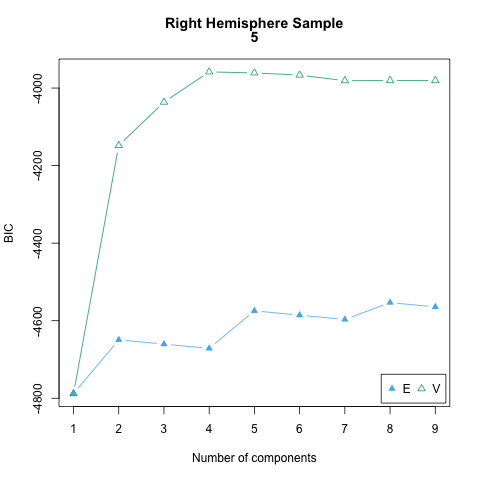 Right Hemisphere Sample
5
BIC
-4000
-4200
-4400
-4600
-4800
E V
1 2 3 4 5 6 7 8 9
Number of components